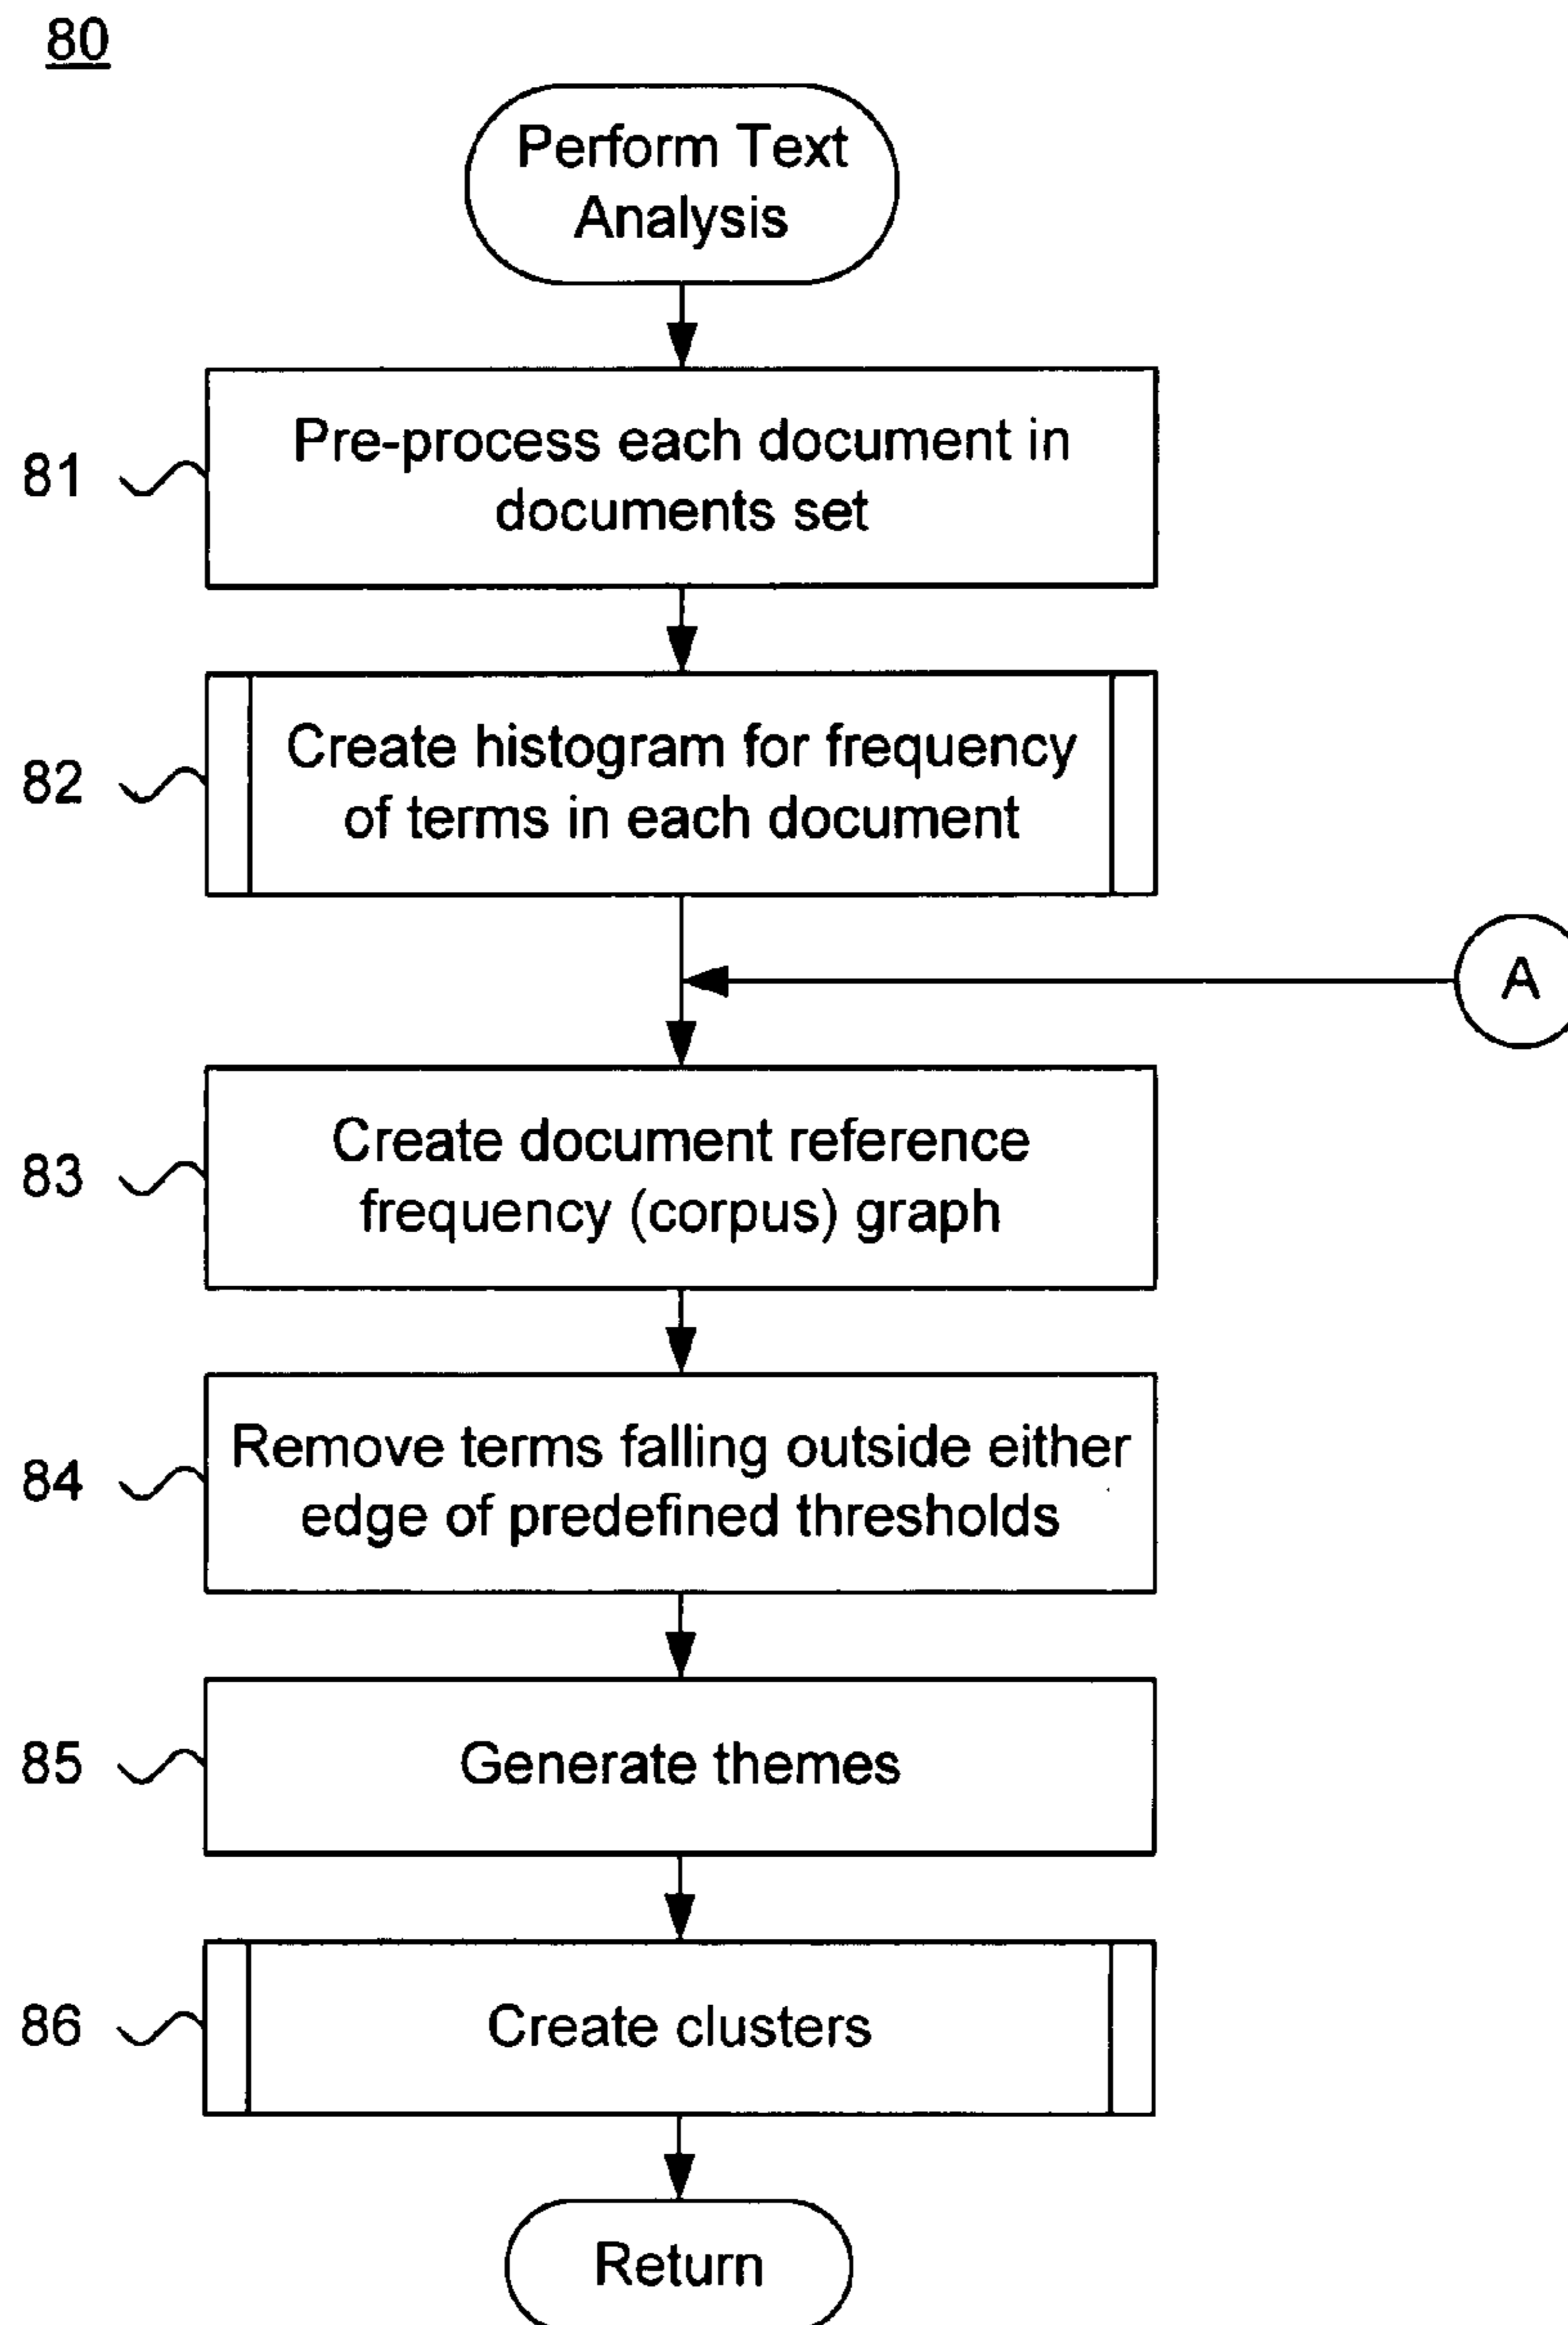 80
Perform Text
Analysis
81
Pre-process each document in
documents set
82
Create histogram for frequency
of terms in each document
A
83
Create document reference
frequency (corpus) graph
84
Remove terms falling outside either
edge of predefined thresholds
85
Generate themes
86
Create clusters
Return